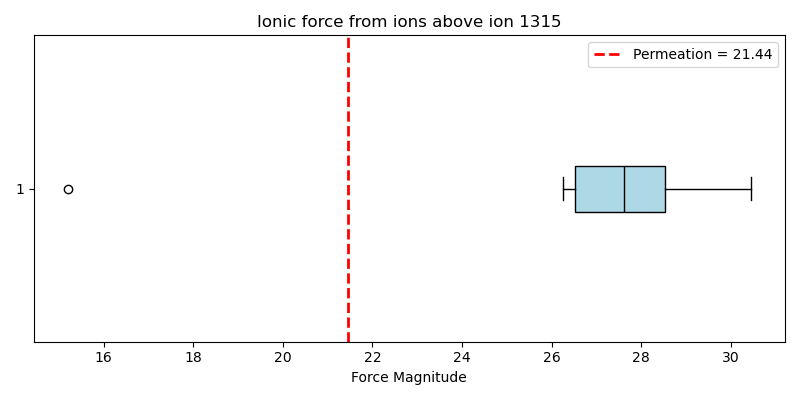 Ionic force from ions above ion 1315
Permeation = 21.44
1
16 18 20 22 24 26 28 30
Force Magnitude